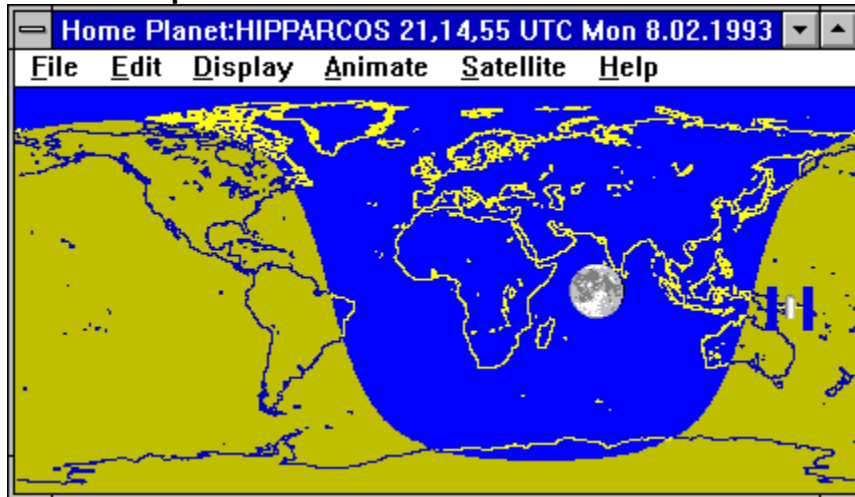 Home Planet:HIPPARCOS 21,14,55 UTC Mon 8.02.1993
File Edit Display Animate Satellite Help